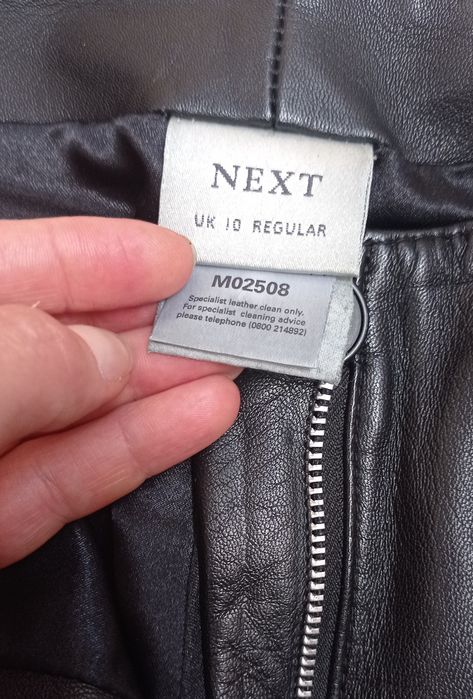 NEXT
UK 10 REGULAR
M02508
Specialist leather clean only.
For specialist cleaning advice
please telephone (0800 214892)